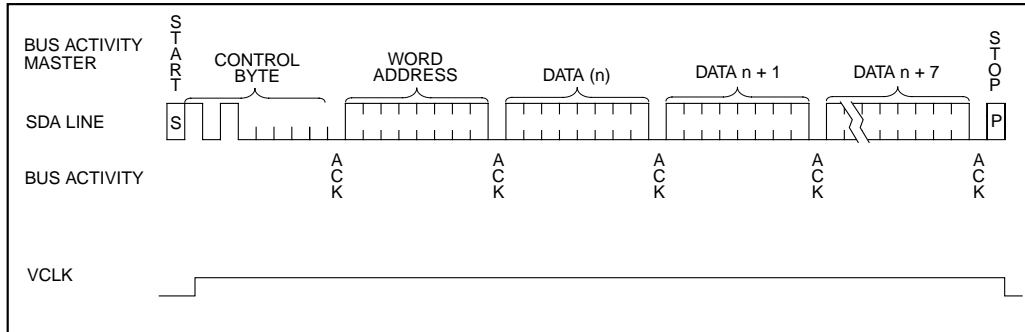 BUS ACTIVITY
MASTER
START
CONTROL
BYTE
WORD
ADDRESS
DATA (n)
DATA n + 1
DATA n + 7
STOP
SDA LINE
S
P
BUS ACTIVITY
ACK
ACK
ACK
ACK
ACK
VCLK